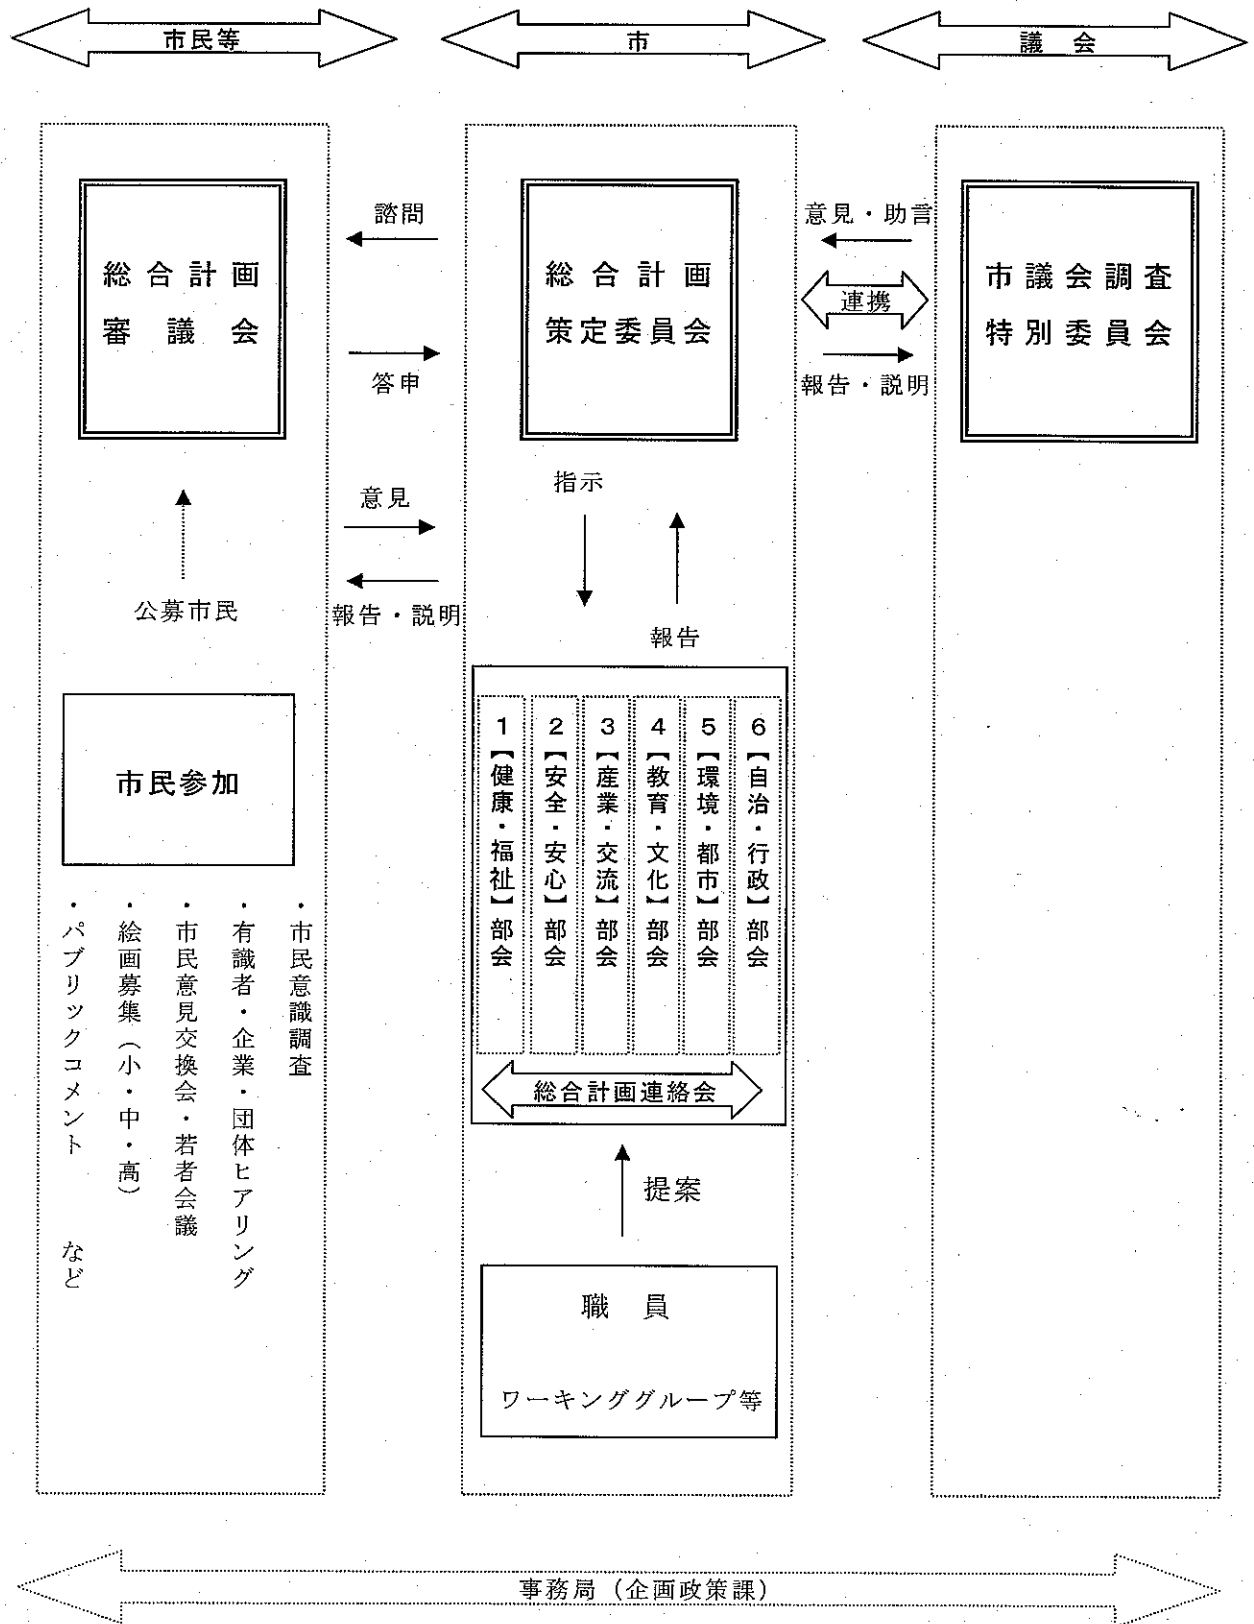 市民等
市
議　会
総合計画
審議会
公募市民
市民参加
・市民意識調査
・有識者・企業・団体ヒアリング
・市民意見交換会・若者会議
・絵画募集（小・中・高）
・パブリックコメント　など
諮問
答申
意見
報告・説明
総合計画
策定委員会
指示
報告
1【健康・福祉】部会
2【安全・安心】部会
3【産業・交流】部会
4【教育・文化】部会
5【環境・都市】部会
6【自治・行政】部会
総合計画連絡会
提案
職　員
ワーキンググループ等
意見・助言
連携
報告・説明
市議会調査
特別委員会
事務局（企画政策課）